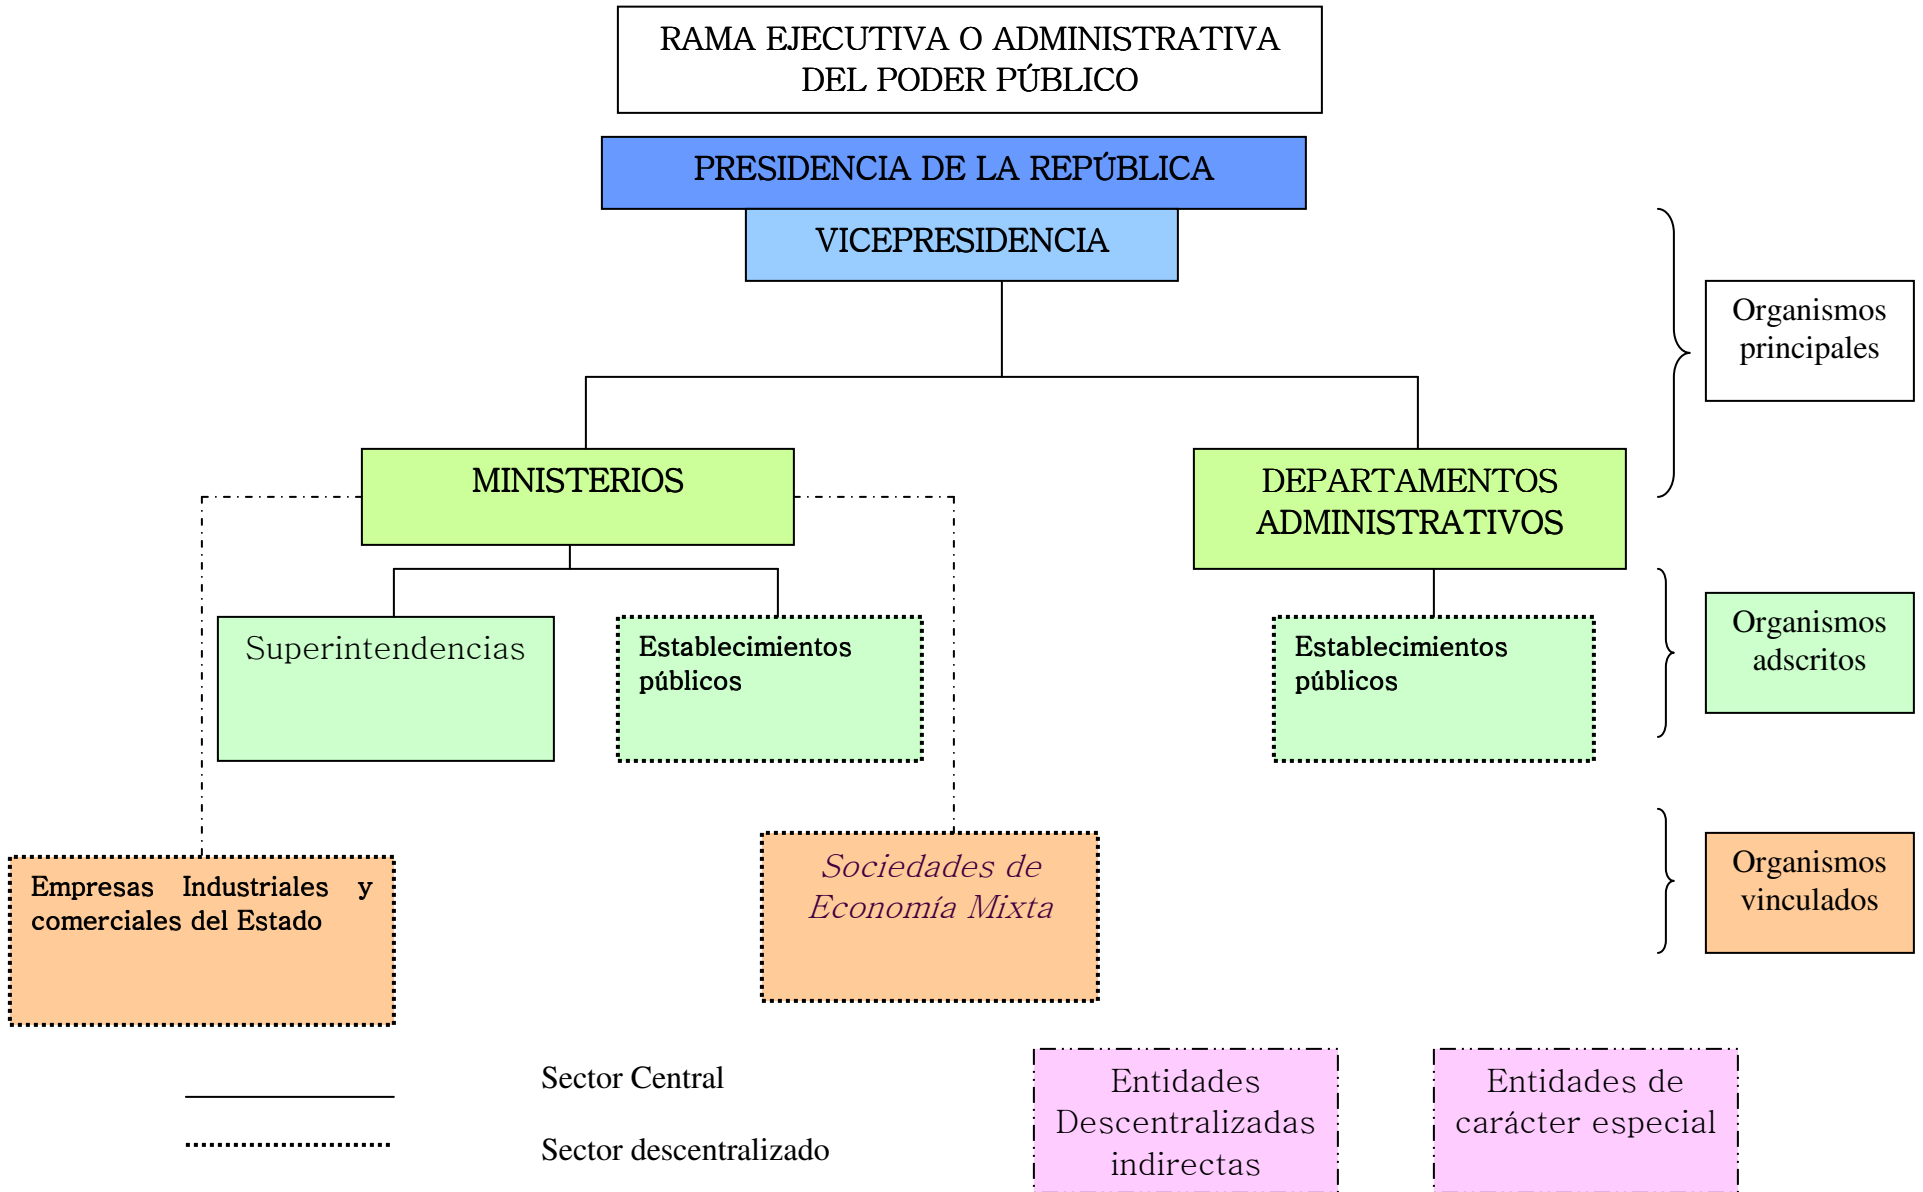 RAMA EJECUTIVA O ADMINISTRATIVA
DEL PODER PÚBLICO
PRESIDENCIA DE LA REPÚBLICA
VICEPRESIDENCIA
Organismos
principales
MINISTERIOS
DEPARTAMENTOS
ADMINISTRATIVOS
Superintendencias
Establecimientos
públicos
Establecimientos
públicos
Organismos
adscritos
Empresas Industriales y
comerciales del Estado
Sociedades de
Economía Mixta
Organismos
vinculados
Sector Central
Sector descentralizado
Entidades
Descentralizadas
indirectas
Entidades de
carácter especial